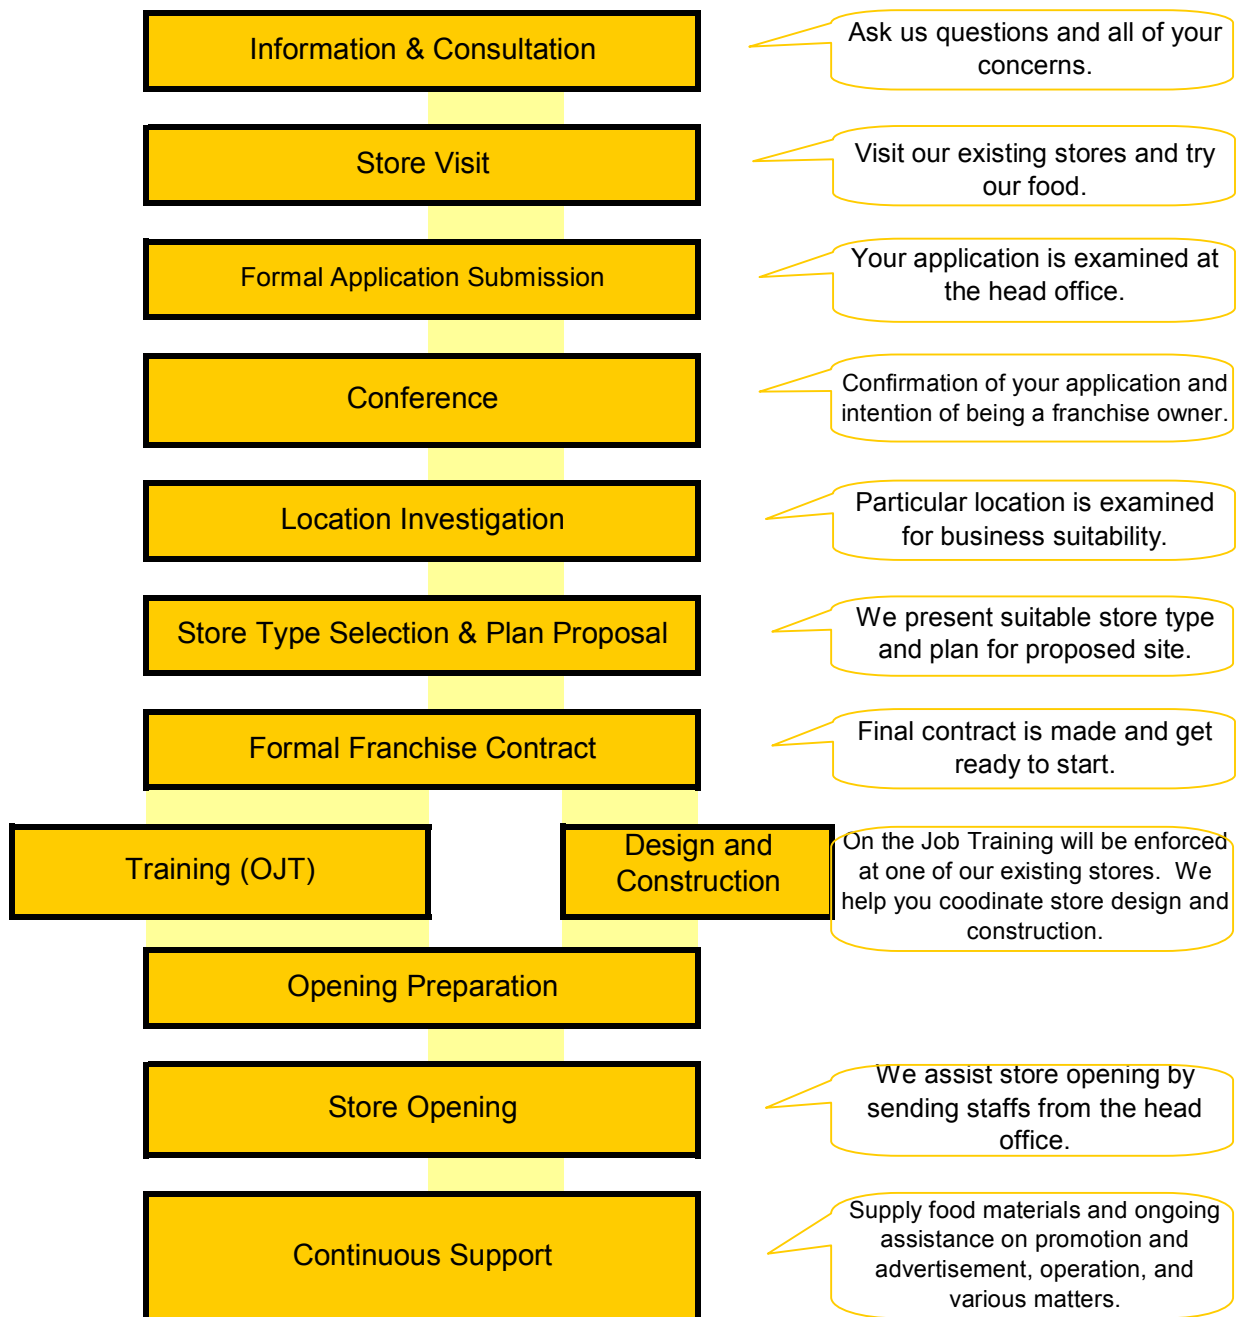 Information & Consultation
Ask us questions and all of your
concerns.
Store Visit
Visit our existing stores and try
our food.
Formal Application Submission
Your application is examined at
the head office.
Conference
Confirmation of your application and
intention of being a franchise owner.
Location Investigation
Particular location is examined
for business suitability.
Store Type Selection & Plan Proposal
We present suitable store type
and plan for proposed site.
Formal Franchise Contract
Final contract is made and get
ready to start.
Training (OJT)
Design and
Construction
On the Job Training will be enforced
at one of our existing stores.  We
help you coodinate store design and
construction.
Opening Preparation
Store Opening
We assist store opening by
sending staffs from the head
office.
Continuous Support
Supply food materials and ongoing
assistance on promotion and
advertisement, operation, and
various matters.